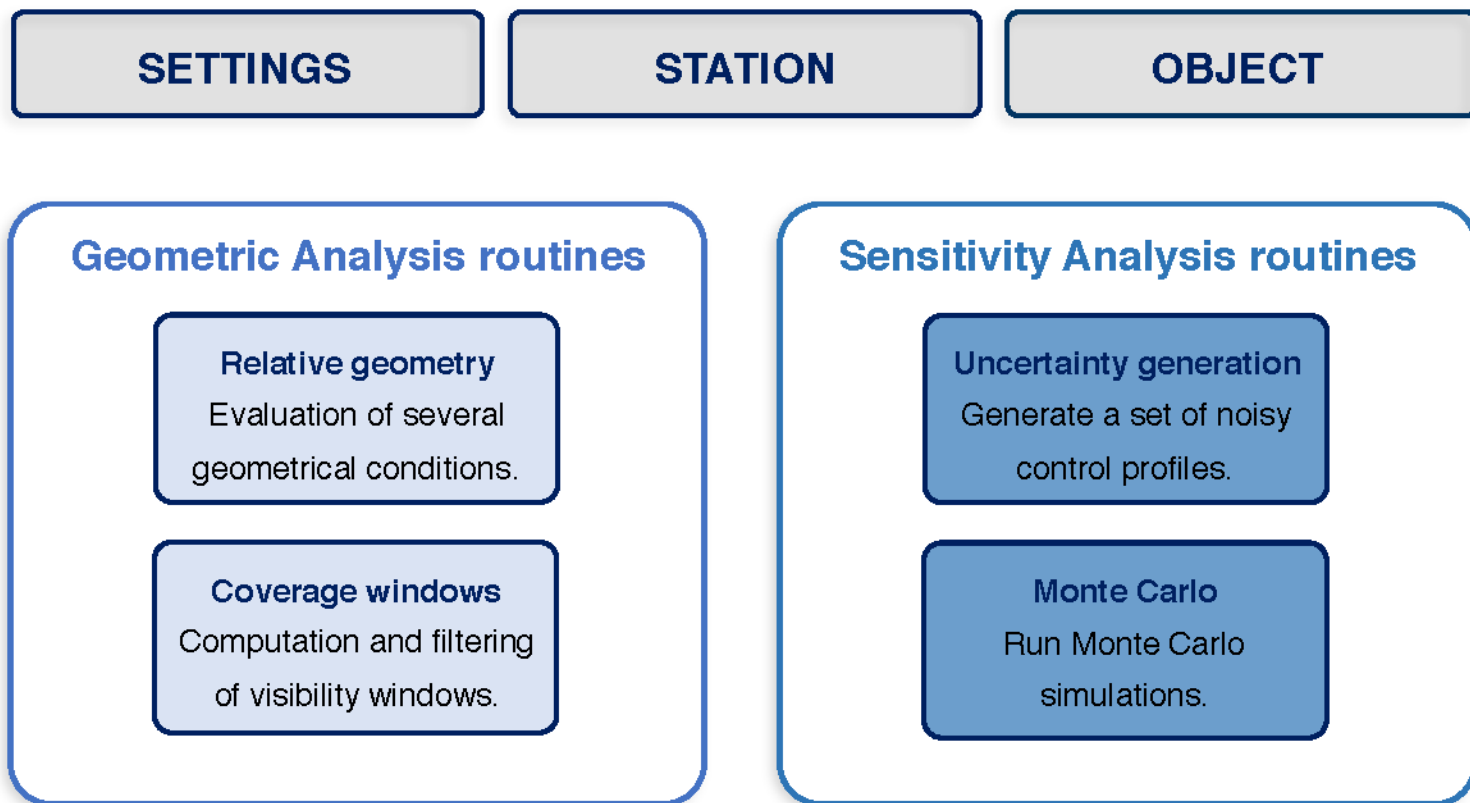 SETTINGS
STATION
OBJECT
Geometric Analysis routines
Relative geometry
Evaluation of several
geometrical conditions.
Coverage windows
Computation and filtering
of visibility windows.
Sensitivity Analysis routines
Uncertainty generation
Generate a set of noisy
control profiles.
Monte Carlo
Run Monte Carlo
simulations.